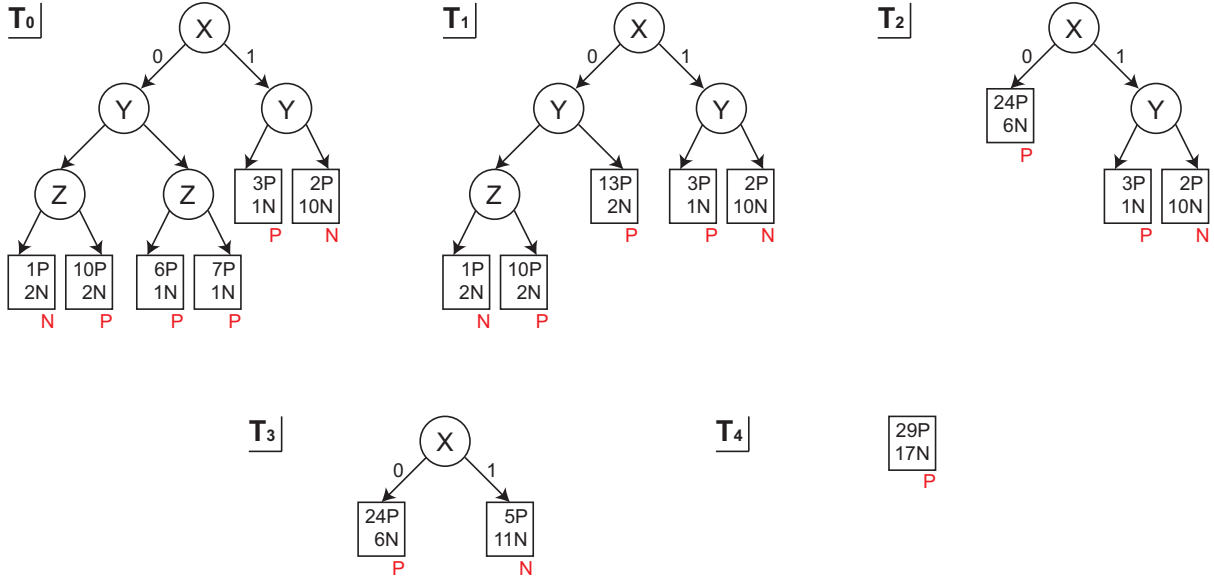 T0 X T1 X T2 X
0 1 0 1 0 1
Y Y Y Y 24P Y
6N
P
Z Z 3P 2P Z 13P 3P 2P 3P 2P
1N 10N 2N 1N 10N 1N 10N
P N P P N P N
1P 10P 6P 7P 1P 10P
2N 2N 1N 1N 2N 2N
N P P P N P
T3 X T4 29P
17N
P
0 1
24P 5P
6N 11N
P N